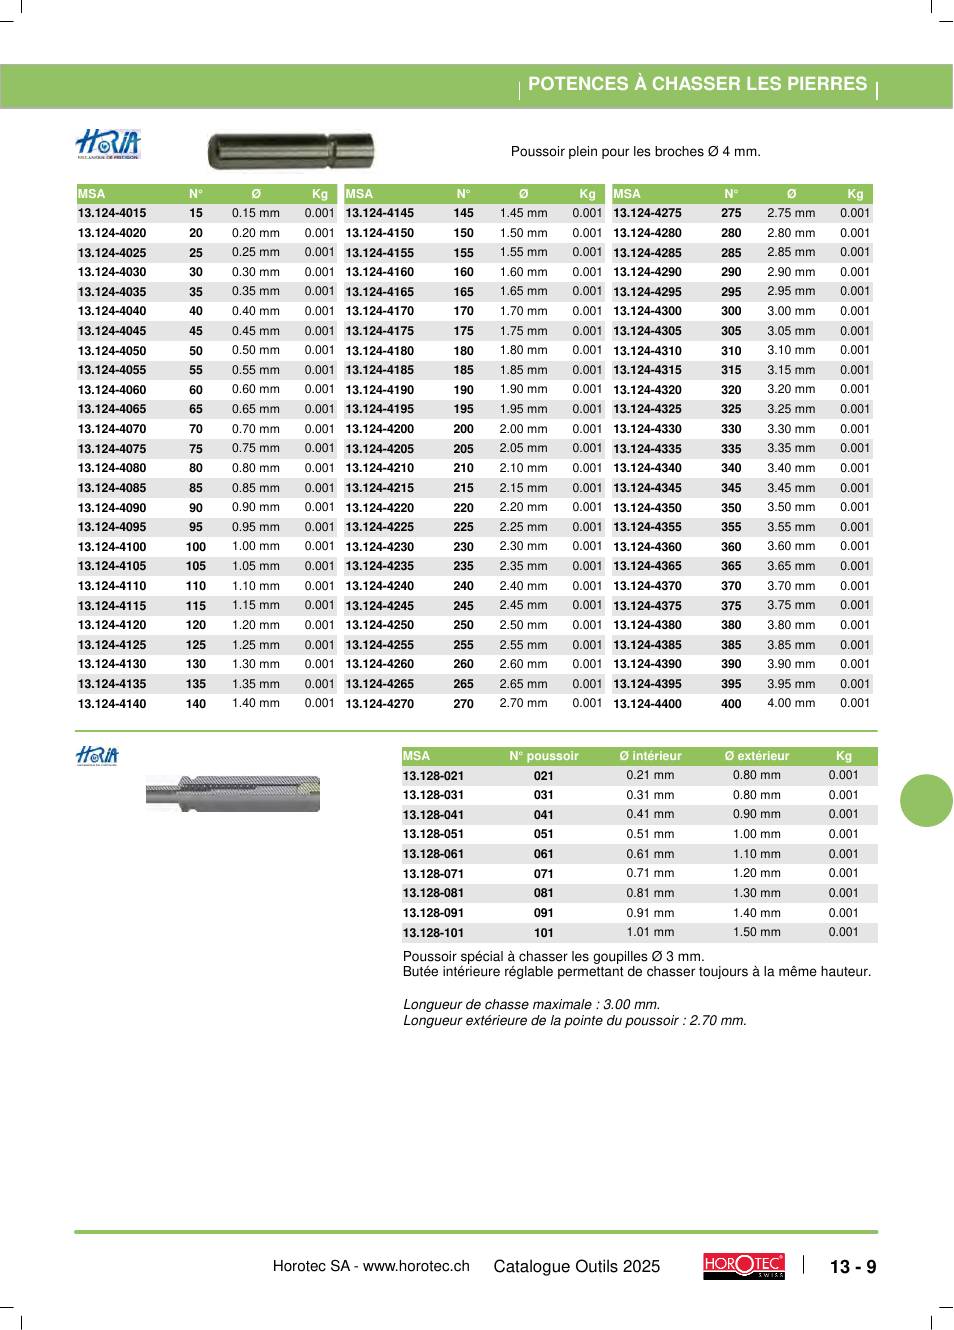 POTENCES À CHASSER LES PIERRES
HORIA
MECANIQUE DE PRECISION
Poussoir plein pour les broches Ø 4 mm.
MSA N° Ø Kg MSA N° Ø Kg MSA N° Ø Kg
13.124-4015 15 0.15 mm 0.001 13.124-4145 145 1.45 mm 0.001 13.124-4275 275 2.75 mm 0.001
13.124-4020 20 0.20 mm 0.001 13.124-4150 150 1.50 mm 0.001 13.124-4280 280 2.80 mm 0.001
13.124-4025 25 0.25 mm 0.001 13.124-4155 155 1.55 mm 0.001 13.124-4285 285 2.85 mm 0.001
13.124-4030 30 0.30 mm 0.001 13.124-4160 160 1.60 mm 0.001 13.124-4290 290 2.90 mm 0.001
13.124-4035 35 0.35 mm 0.001 13.124-4165 165 1.65 mm 0.001 13.124-4295 295 2.95 mm 0.001
13.124-4040 40 0.40 mm 0.001 13.124-4170 170 1.70 mm 0.001 13.124-4300 300 3.00 mm 0.001
13.124-4045 45 0.45 mm 0.001 13.124-4175 175 1.75 mm 0.001 13.124-4305 305 3.05 mm 0.001
13.124-4050 50 0.50 mm 0.001 13.124-4180 180 1.80 mm 0.001 13.124-4310 310 3.10 mm 0.001
13.124-4055 55 0.55 mm 0.001 13.124-4185 185 1.85 mm 0.001 13.124-4315 315 3.15 mm 0.001
13.124-4060 60 0.60 mm 0.001 13.124-4190 190 1.90 mm 0.001 13.124-4320 320 3.20 mm 0.001
13.124-4065 65 0.65 mm 0.001 13.124-4195 195 1.95 mm 0.001 13.124-4325 325 3.25 mm 0.001
13.124-4070 70 0.70 mm 0.001 13.124-4200 200 2.00 mm 0.001 13.124-4330 330 3.30 mm 0.001
13.124-4075 75 0.75 mm 0.001 13.124-4205 205 2.05 mm 0.001 13.124-4335 335 3.35 mm 0.001
13.124-4080 80 0.80 mm 0.001 13.124-4210 210 2.10 mm 0.001 13.124-4340 340 3.40 mm 0.001
13.124-4085 85 0.85 mm 0.001 13.124-4215 215 2.15 mm 0.001 13.124-4345 345 3.45 mm 0.001
13.124-4090 90 0.90 mm 0.001 13.124-4220 220 2.20 mm 0.001 13.124-4350 350 3.50 mm 0.001
13.124-4095 95 0.95 mm 0.001 13.124-4225 225 2.25 mm 0.001 13.124-4355 355 3.55 mm 0.001
13.124-4100 100 1.00 mm 0.001 13.124-4230 230 2.30 mm 0.001 13.124-4360 360 3.60 mm 0.001
13.124-4105 105 1.05 mm 0.001 13.124-4235 235 2.35 mm 0.001 13.124-4365 365 3.65 mm 0.001
13.124-4110 110 1.10 mm 0.001 13.124-4240 240 2.40 mm 0.001 13.124-4370 370 3.70 mm 0.001
13.124-4115 115 1.15 mm 0.001 13.124-4245 245 2.45 mm 0.001 13.124-4375 375 3.75 mm 0.001
13.124-4120 120 1.20 mm 0.001 13.124-4250 250 2.50 mm 0.001 13.124-4380 380 3.80 mm 0.001
13.124-4125 125 1.25 mm 0.001 13.124-4255 255 2.55 mm 0.001 13.124-4385 385 3.85 mm 0.001
13.124-4130 130 1.30 mm 0.001 13.124-4260 260 2.60 mm 0.001 13.124-4390 390 3.90 mm 0.001
13.124-4135 135 1.35 mm 0.001 13.124-4265 265 2.65 mm 0.001 13.124-4395 395 3.95 mm 0.001
13.124-4140 140 1.40 mm 0.001 13.124-4270 270 2.70 mm 0.001 13.124-4400 400 4.00 mm 0.001
HORIA
MSA N° poussoir Ø intérieur Ø extérieur Kg
13.128-021 021 0.21 mm 0.80 mm 0.001
13.128-031 031 0.31 mm 0.80 mm 0.001
13.128-041 041 0.41 mm 0.90 mm 0.001
13.128-051 051 0.51 mm 1.00 mm 0.001
13.128-061 061 0.61 mm 1.10 mm 0.001
13.128-071 071 0.71 mm 1.20 mm 0.001
13.128-081 081 0.81 mm 1.30 mm 0.001
13.128-091 091 0.91 mm 1.40 mm 0.001
13.128-101 101 1.01 mm 1.50 mm 0.001
Poussoir spécial à chasser les goupilles Ø 3 mm.
Butée intérieure réglable permettant de chasser toujours à la même hauteur.
Longueur de chasse maximale : 3.00 mm.
Longueur extérieure de la pointe du poussoir : 2.70 mm.
Horotec SA - www.horotec.ch Catalogue Outils 2025 HOROTEC® SWISS 13 - 9